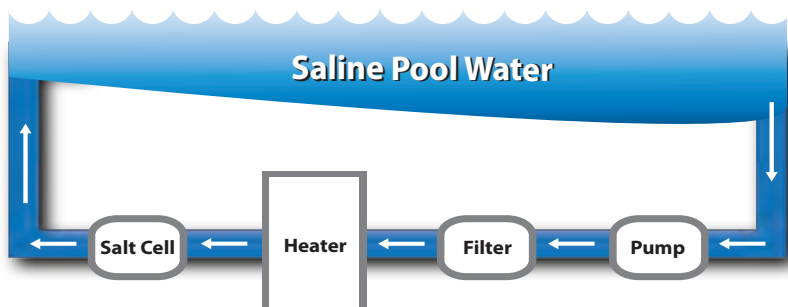 Saline Pool Water
Salt Cell
Heater
Filter
Pump